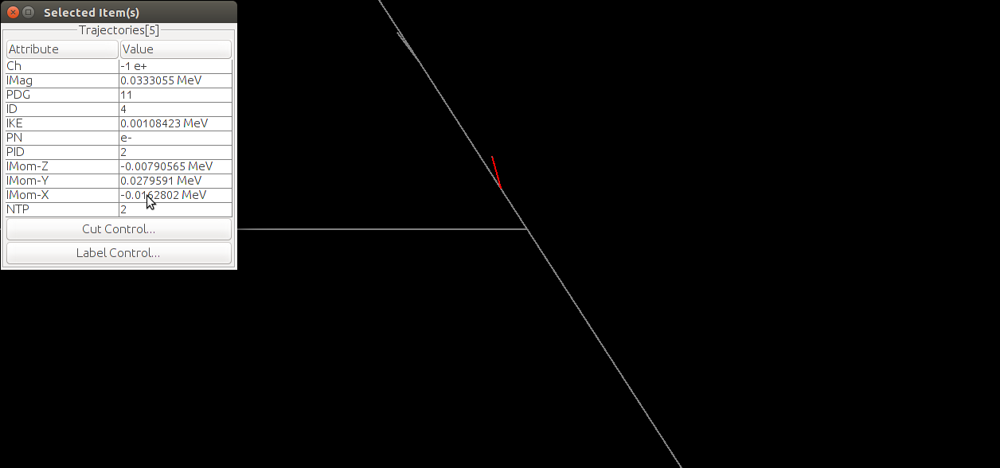 Selected Item(s)
Trajectories[5]
Attribute Value
Ch -1 e+
IMag 0.0333055 MeV
PDG 11
ID 4
IKE 0.00108423 MeV
PN e-
PID 2
IMom-Z -0.00790565 MeV
IMom-Y 0.0279591 MeV
IMom-X -0.0162802 MeV
NTP 2
Cut Control...
Label Control...